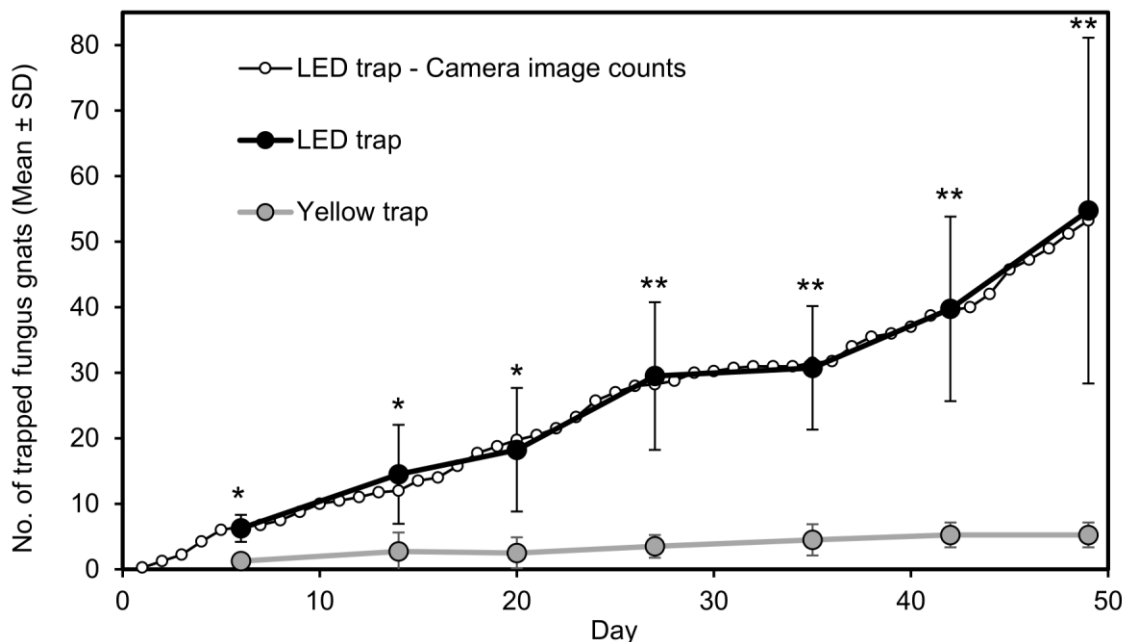 No. of trapped fungus gnats (Mean ± SD)
80
70
60
50
40
30
20
10
0
LED trap - Camera image counts
LED trap
Yellow trap
*
*
*
**
**
**
**
0 10 20 30 40 50
Day